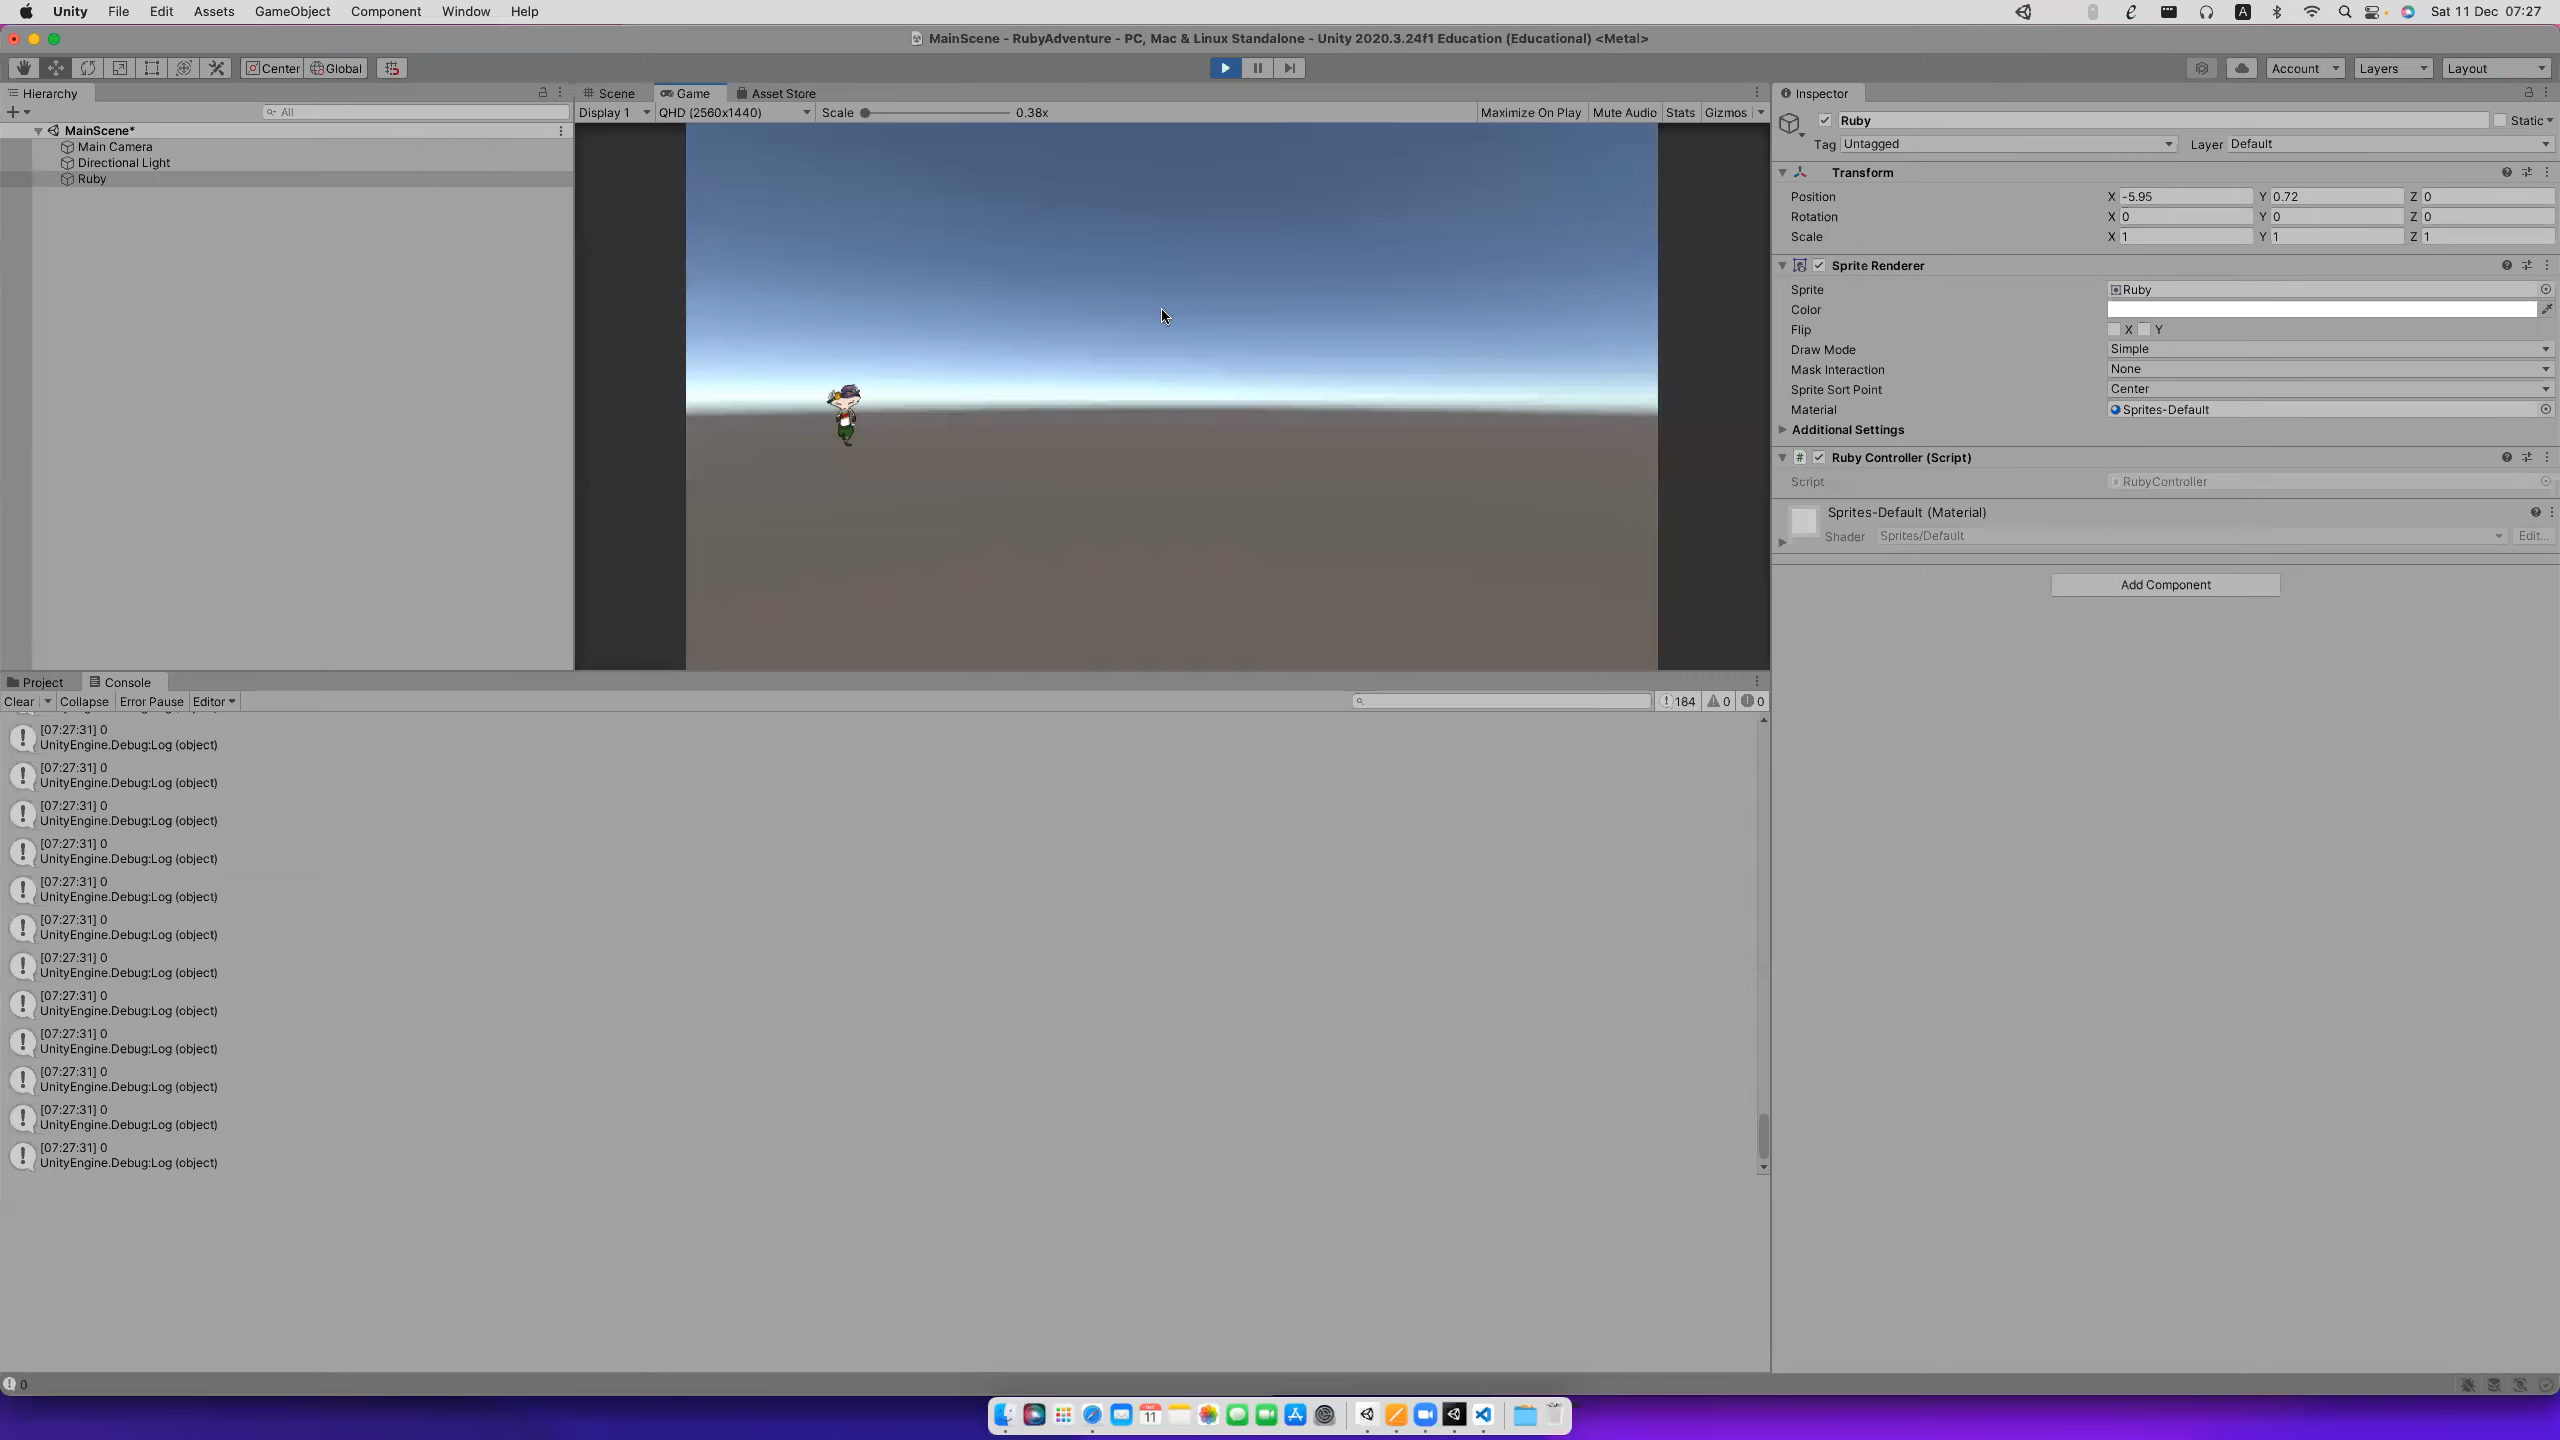 Unity File Edit Assets GameObject Component Window Help
A Sat 11 Dec 07:27
MainScene - RubyAdventure - PC, Mac & Linux Standalone - Unity 2020.3.24f1 Education (Educational) <Metal>
Center Global Account Layers Layout
Hierarchy
All
MainScene*
Main Camera
Directional Light
Ruby
Scene Game Asset Store
Display 1 QHD (2560x1440) Scale 0.38x Maximize On Play Mute Audio Stats Gizmos
Inspector
Ruby Static
Tag Untagged Layer Default
Transform
Position X -5.95 Y 0.72 Z 0
Rotation X 0 Y 0 Z 0
Scale X 1 Y 1 Z 1
Sprite Renderer
Sprite Ruby
Color
Flip X Y
Draw Mode Simple
Mask Interaction None
Sprite Sort Point Center
Material Sprites-Default
Additional Settings
# Ruby Controller (Script)
Script RubyController
Sprites-Default (Material)
Shader Sprites/Default Edit...
Add Component
Project Console
Clear Collapse Error Pause Editor 184 0 0
[07:27:31] 0
UnityEngine.Debug:Log (object)
[07:27:31] 0
UnityEngine.Debug:Log (object)
[07:27:31] 0
UnityEngine.Debug:Log (object)
[07:27:31] 0
UnityEngine.Debug:Log (object)
[07:27:31] 0
UnityEngine.Debug:Log (object)
[07:27:31] 0
UnityEngine.Debug:Log (object)
[07:27:31] 0
UnityEngine.Debug:Log (object)
[07:27:31] 0
UnityEngine.Debug:Log (object)
[07:27:31] 0
UnityEngine.Debug:Log (object)
[07:27:31] 0
UnityEngine.Debug:Log (object)
[07:27:31] 0
UnityEngine.Debug:Log (object)
[07:27:31] 0
UnityEngine.Debug:Log (object)
0
DEC
11